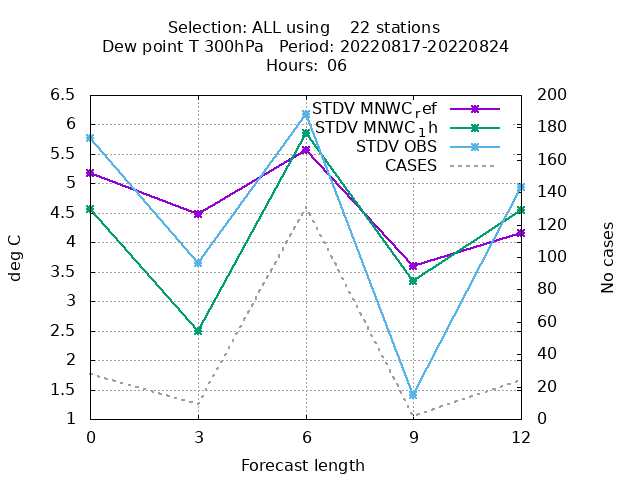 Selection: ALL using    22 stations
Dew point T 300hPa   Period: 20220817-20220824
Hours: 06
STDV MNWC_ref
STDV MNWC_1h
STDV OBS
CASES
6.5
6
5.5
5
4.5
4
3.5
3
2.5
2
1.5
1
deg C
200
180
160
140
120
100
80
60
40
20
0
No cases
0 3 6 9 12
Forecast length